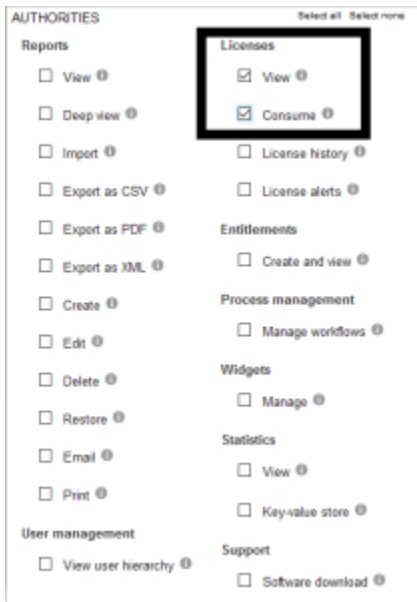 AUTHORITIES
Select all Select none
Reports
View
Deep view
Import
Export as CSV
Export as PDF
Export as XML
Create
Edit
Delete
Restore
Email
Print
User management
View user hierarchy
Licenses
View
Consume
License history
License alerts
Entitlements
Create and view
Process management
Manage workflows
Widgets
Manage
Statistics
View
Key-value store
Support
Software download